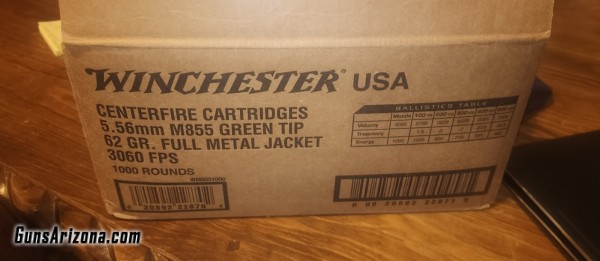 WINCHESTER® USA
CENTERFIRE CARTRIDGES
5.56mm M855 GREEN TIP
62 GR. FULL METAL JACKET
3060 FPS
1000 ROUNDS
BALLISTICS TABLE
Muzzle
Velocity
Trajectory
Energy
GunsArizona.com